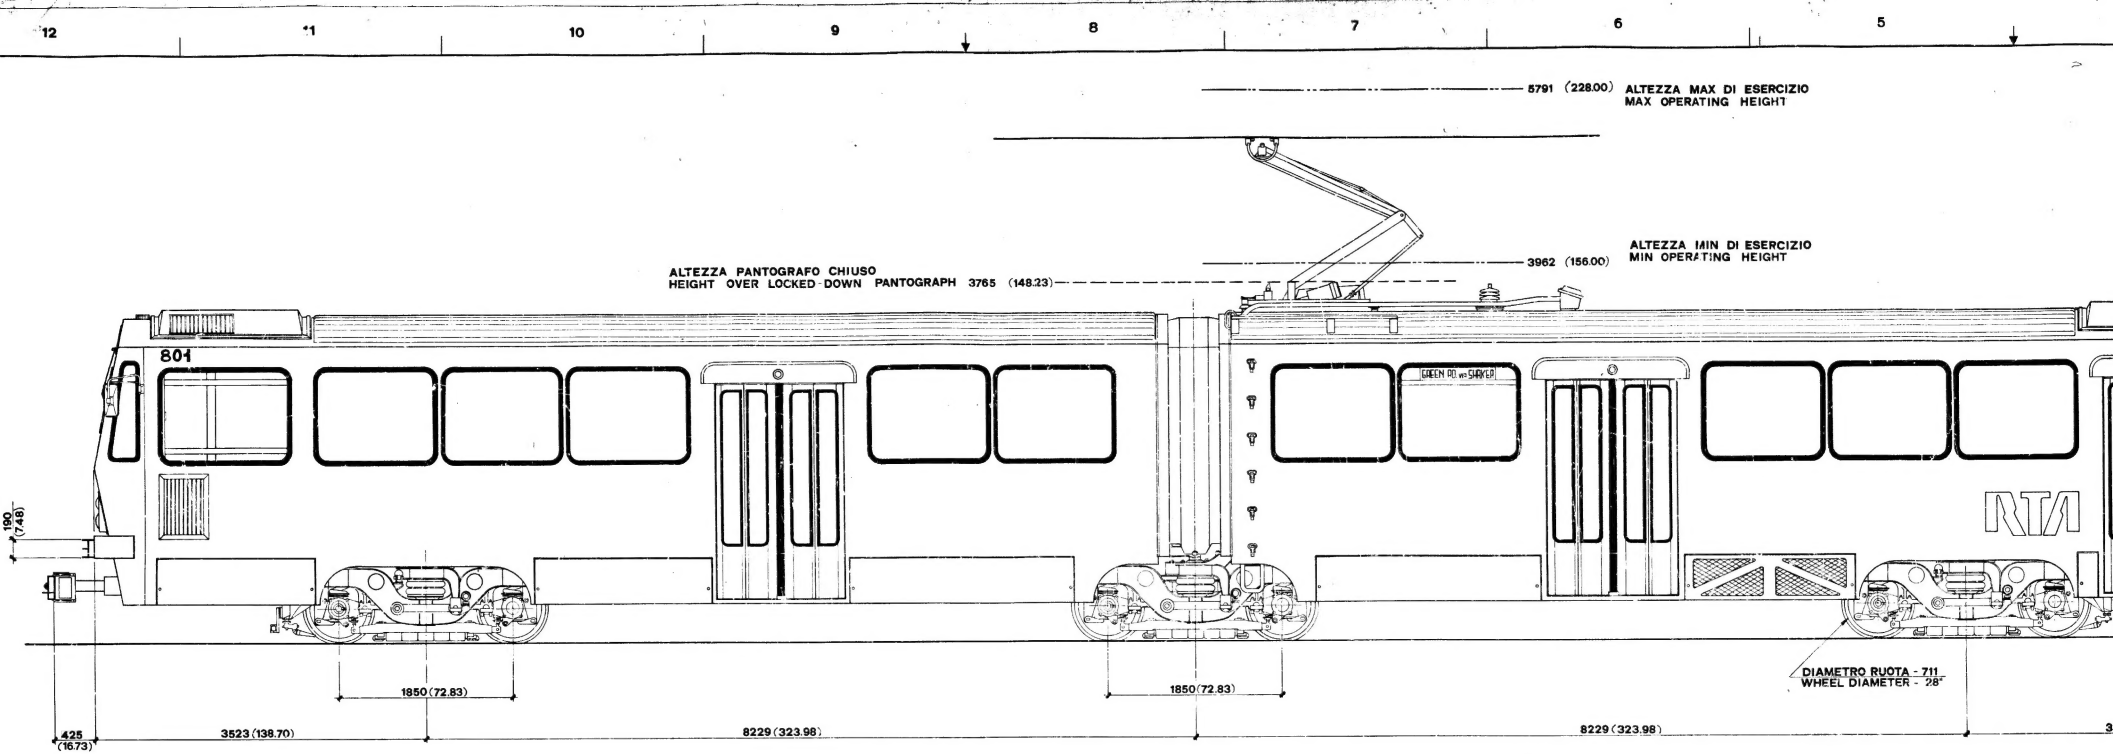 12 11 10 9 8 7 6 5
5791 (228.00) ALTEZZA MAX DI ESERCIZIO
MAX OPERATING HEIGHT
ALTEZZA MIN DI ESERCIZIO
3962 (156.00) MIN OPERATING HEIGHT
ALTEZZA PANTOGRAFO CHIUSO
HEIGHT OVER LOCKED-DOWN PANTOGRAPH 3765 (148.23)
801
GREEN RD. VIA SHAKER
RTA
190
(7.48)
DIAMETRO RUOTA - 711
WHEEL DIAMETER - 28"
1850 (72.83) 1850 (72.83)
425 3523 (138.70) 8229 (323.98) 8229 (323.98) 3
(16.73)